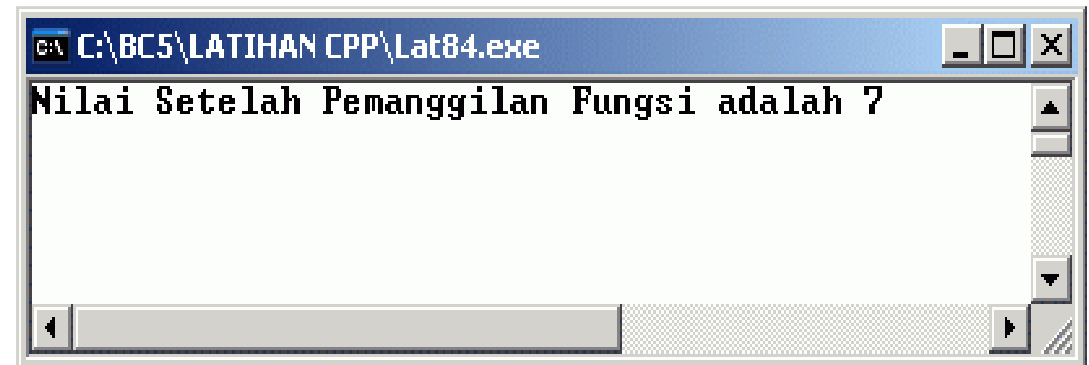 C:\BC5\LATIHAN CPP\Lat84.exe
Nilai Setelah Pemanggilan Fungsi adalah 7